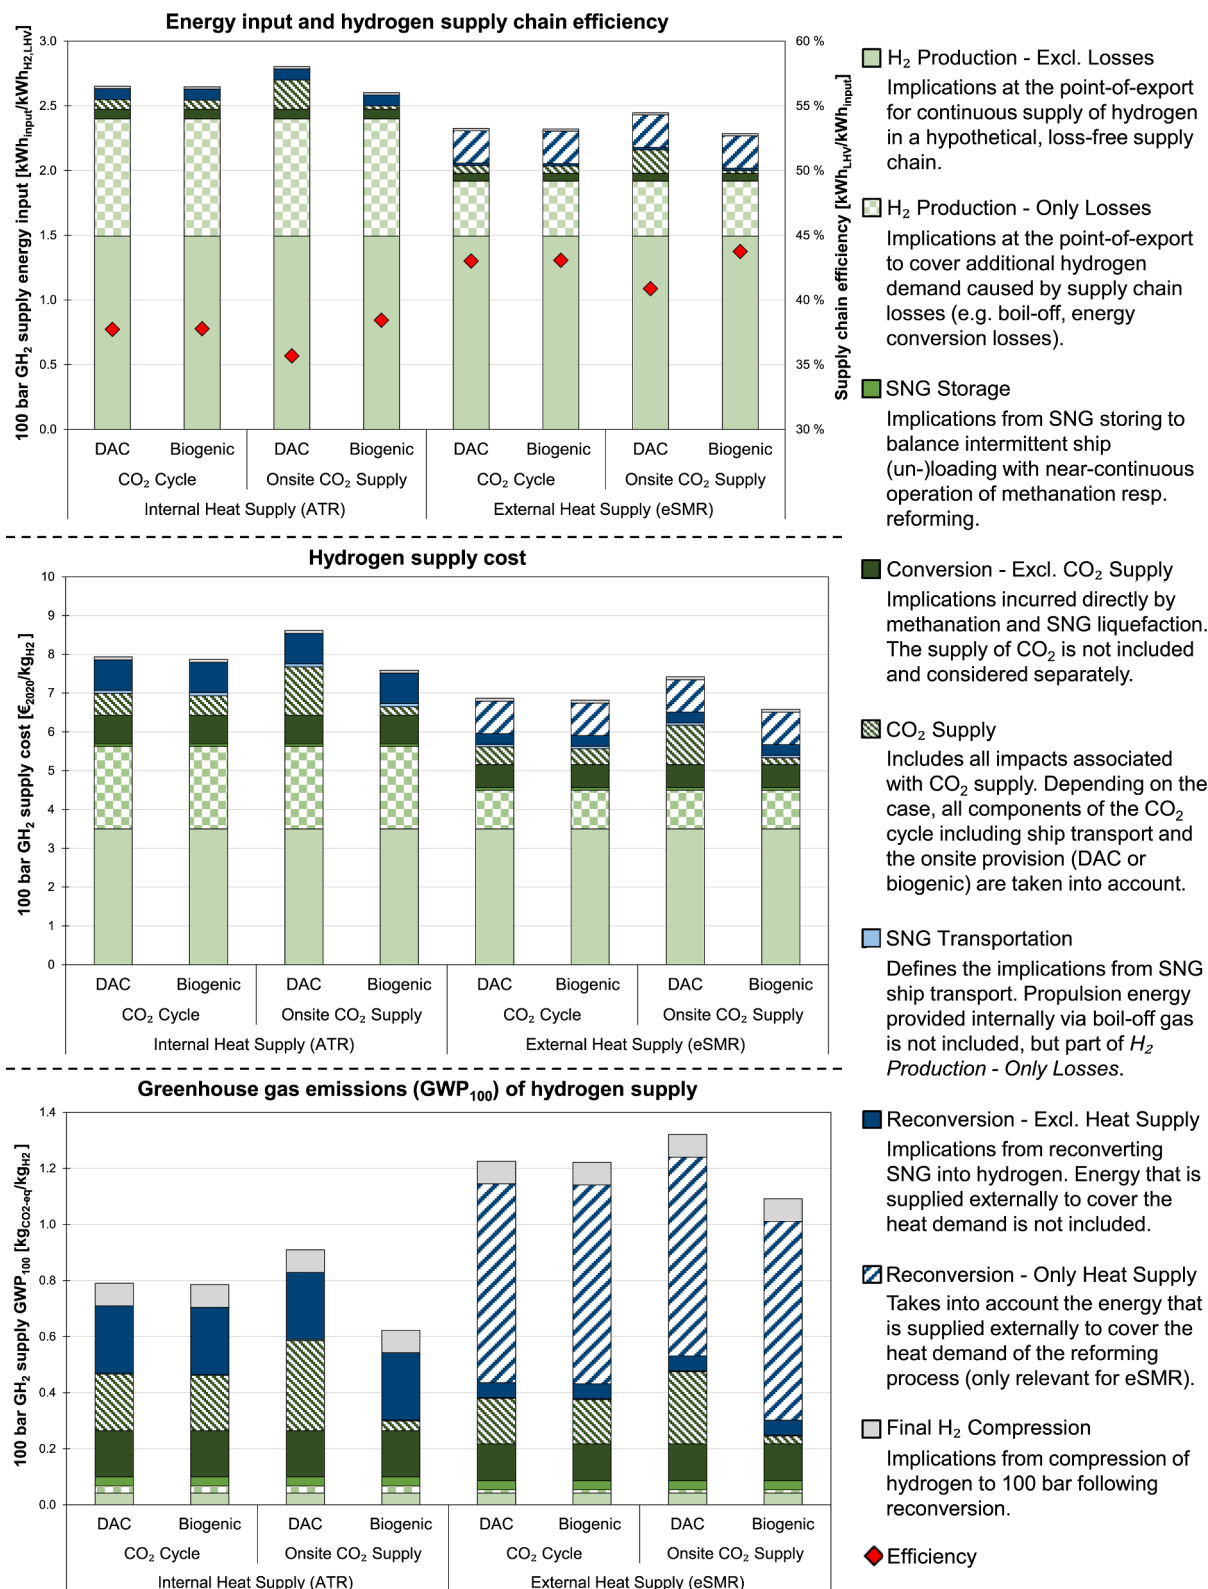 Energy input and hydrogen supply chain efficiency
100 bar GH₂ supply energy input [kWh_input/kWh_H2,LHV]
3.0
2.5
2.0
1.5
1.0
0.5
0.0
60 %
55 %
50 %
45 %
40 %
35 %
30 %
Supply chain efficiency [kWh_LHV/kWh_input]
DAC Biogenic DAC Biogenic DAC Biogenic DAC Biogenic
CO₂ Cycle Onsite CO₂ Supply CO₂ Cycle Onsite CO₂ Supply
Internal Heat Supply (ATR) External Heat Supply (eSMR)
Hydrogen supply cost
100 bar GH₂ supply cost [€₂₀₂₀/kg_H2]
10
9
8
7
6
5
4
3
2
1
0
DAC Biogenic DAC Biogenic DAC Biogenic DAC Biogenic
CO₂ Cycle Onsite CO₂ Supply CO₂ Cycle Onsite CO₂ Supply
Internal Heat Supply (ATR) External Heat Supply (eSMR)
Greenhouse gas emissions (GWP₁₀₀) of hydrogen supply
100 bar GH₂ supply GWP₁₀₀ [kg_CO2-eq/kg_H2]
1.4
1.2
1.0
0.8
0.6
0.4
0.2
0.0
DAC Biogenic DAC Biogenic DAC Biogenic DAC Biogenic
CO₂ Cycle Onsite CO₂ Supply CO₂ Cycle Onsite CO₂ Supply
Internal Heat Supply (ATR) External Heat Supply (eSMR)
H₂ Production - Excl. Losses
Implications at the point-of-export
for continuous supply of hydrogen
in a hypothetical, loss-free supply
chain.
H₂ Production - Only Losses
Implications at the point-of-export
to cover additional hydrogen
demand caused by supply chain
losses (e.g. boil-off, energy
conversion losses).
SNG Storage
Implications from SNG storing to
balance intermittent ship
(un-)loading with near-continuous
operation of methanation resp.
reforming.
Conversion - Excl. CO₂ Supply
Implications incurred directly by
methanation and SNG liquefaction.
The supply of CO₂ is not included
and considered separately.
CO₂ Supply
Includes all impacts associated
with CO₂ supply. Depending on the
case, all components of the CO₂
cycle including ship transport and
the onsite provision (DAC or
biogenic) are taken into account.
SNG Transportation
Defines the implications from SNG
ship transport. Propulsion energy
provided internally via boil-off gas
is not included, but part of H₂
Production - Only Losses.
Reconversion - Excl. Heat Supply
Implications from reconverting
SNG into hydrogen. Energy that is
supplied externally to cover the
heat demand is not included.
Reconversion - Only Heat Supply
Takes into account the energy that
is supplied externally to cover the
heat demand of the reforming
process (only relevant for eSMR).
Final H₂ Compression
Implications from compression of
hydrogen to 100 bar following
reconversion.
Efficiency